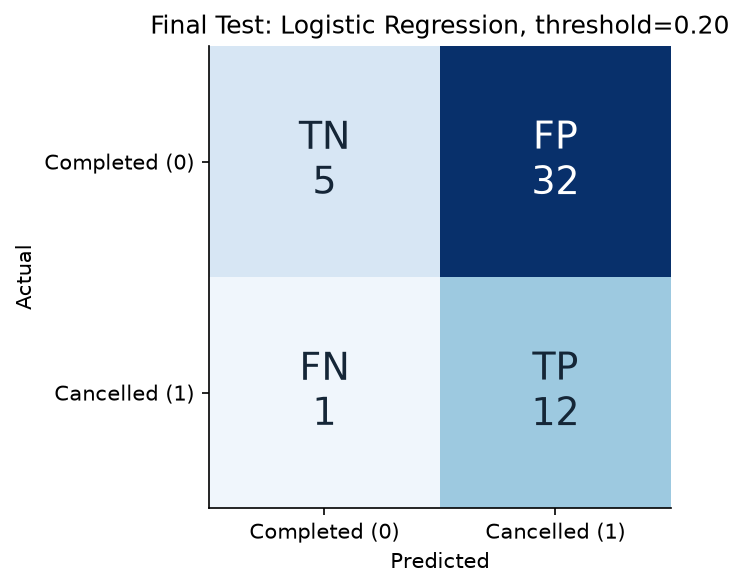 Final Test: Logistic Regression, threshold=0.20
TN
5
FP
32
Completed (0)
FN
1
TP
12
Cancelled (1)
Actual
Completed (0)
Cancelled (1)
Predicted